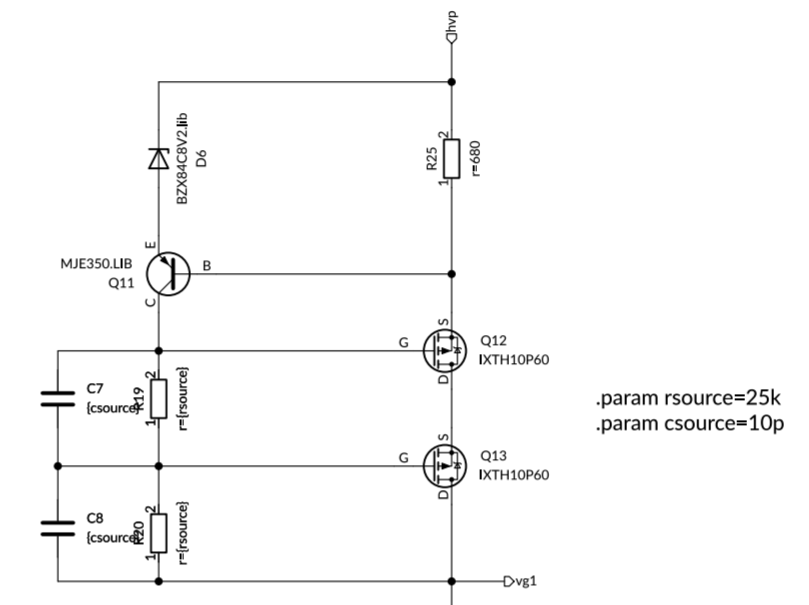 hvp
BZX84C8V2.lib
D6
R25
2
1
r=680
E
MJE350.LIB
Q11
B
C
S
G
Q12
IXTH10P60
D
C7
{csource}
R19
2
1
r={rsource}
.param rsource=25k
.param csource=10p
S
G
Q13
IXTH10P60
D
C8
{csource}
R20
2
1
r={rsource}
vg1